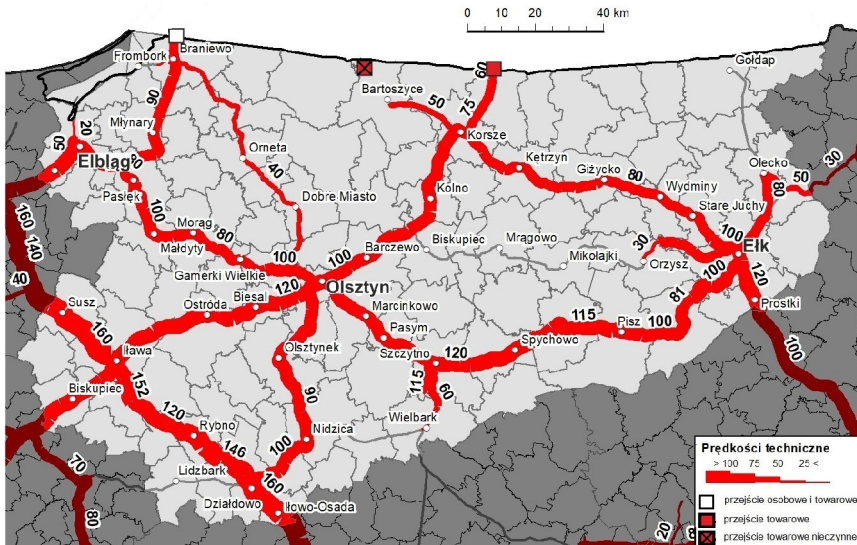 0 10 20 40 km
Braniewo
Frombork
60
Gołdap
Bartoszyce
50
75
90
Młynary
Korsze
20
50
Elbląg
80
Orneta
Kętrzyn
Olecko
30
50
40
Giżycko
80
Wydminy
80
Pasięk
Dobre Miasto
Kolno
Stare Juchy
100
160
140
Morąg
80
Małdyty
100
100
Barczewo
Biskupiec
Mrągowo
30
100
Ełk
Gamerki Wielkie
Mikołajki
Orzysz
100
40
120
Olsztyn
81
120
Susz
Biesal
Ostróda
Marcinkowo
115
Prostki
160
Pasym
Pisz
100
Olsztynek
Szczytno
120
Spychowo
100
Iława
152
115
60
Biskupiec
90
120
Wielbark
Rybno
100
Nidzica
146
Lidzbark
70
160
Działdowo
Iłowo-Osada
80
20
Prędkości techniczne
> 100 75 50 25 <
przejście osobowe i towarowe
przejście towarowe
przejście towarowe nieczynne